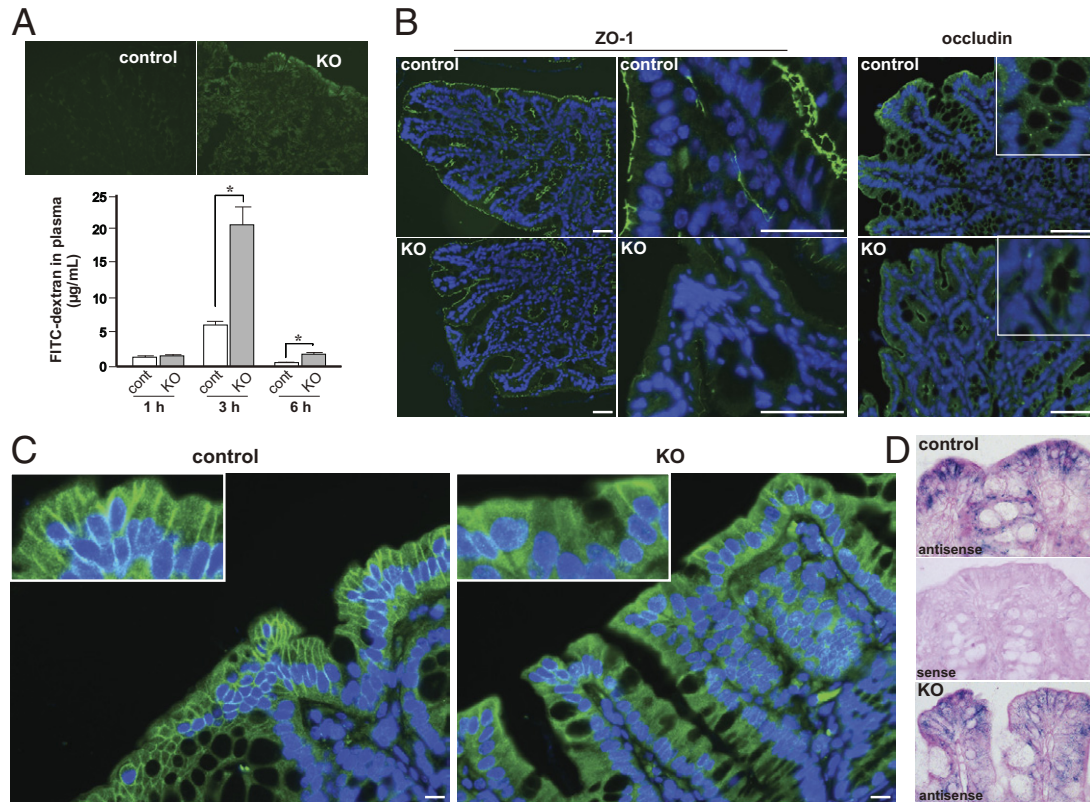 A
control
KO
FITC-dextran in plasma
(µg/mL)
25
20
15
10
5
0
*
*
cont
KO
cont
KO
cont
KO
1 h
3 h
6 h
B
ZO-1
occludin
control
control
control
KO
KO
KO
C
control
KO
D
control
antisense
sense
KO
antisense